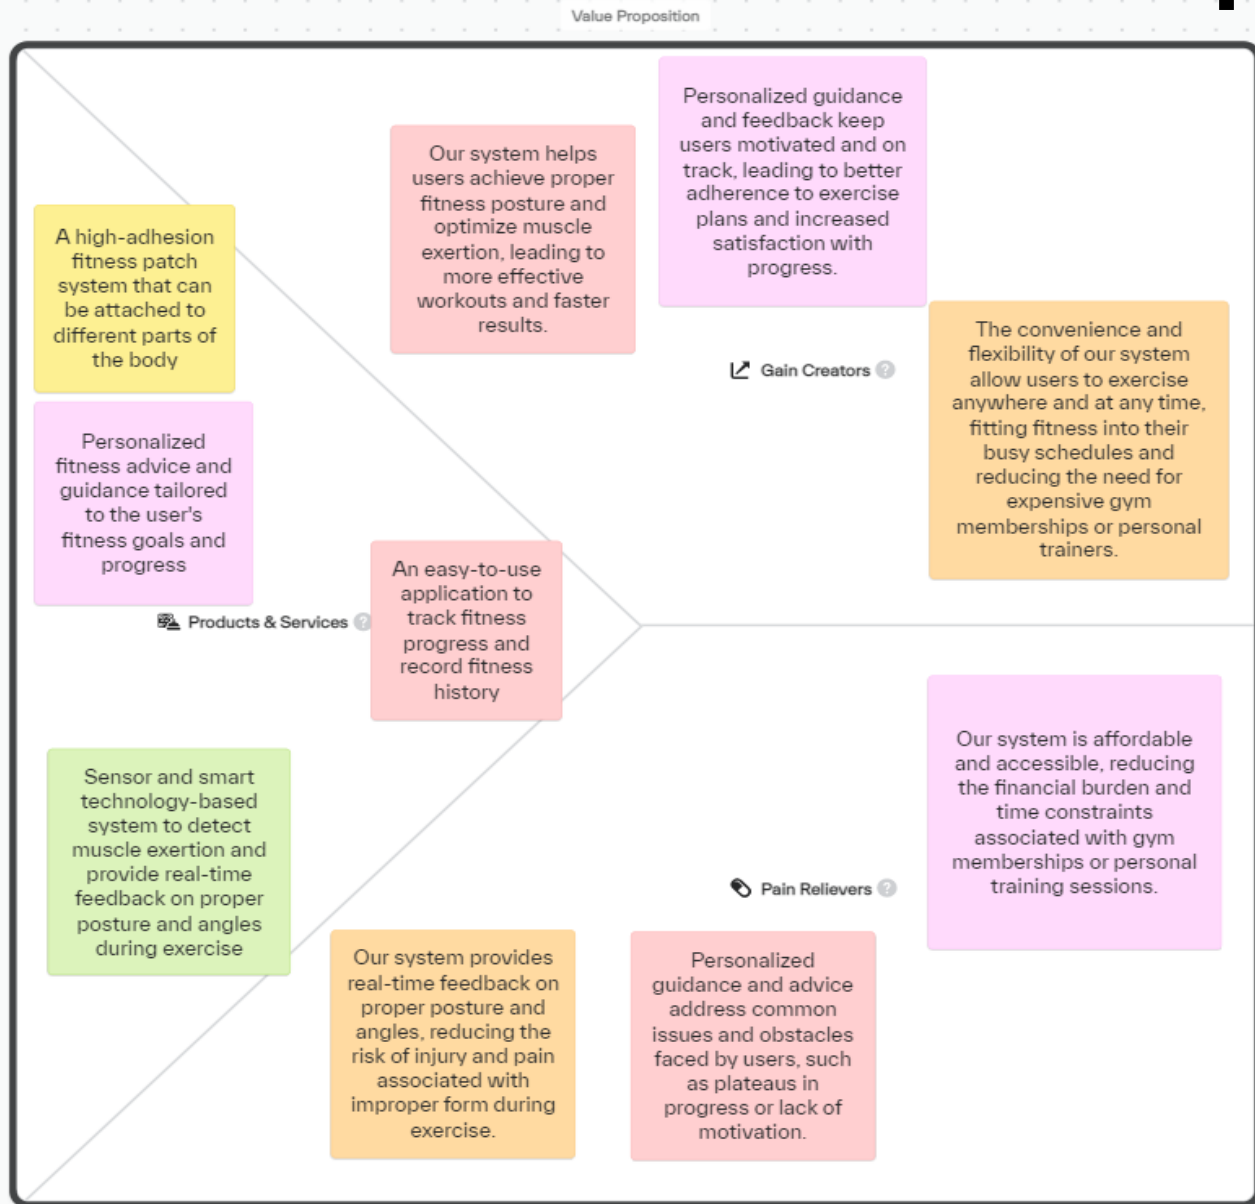 Value Proposition
Personalized guidance
and feedback keep
users motivated and on
track, leading to better
adherence to exercise
plans and increased
satisfaction with
progress.
Our system helps
users achieve proper
fitness posture and
optimize muscle
exertion, leading to
more effective
workouts and faster
results.
A high-adhesion
fitness patch
system that can
be attached to
different parts of
the body
The convenience and
flexibility of our system
allow users to exercise
anywhere and at any time,
fitting fitness into their
busy schedules and
reducing the need for
expensive gym
memberships or personal
trainers.
Gain Creators ?
Personalized
fitness advice and
guidance tailored
to the user's
fitness goals and
progress
Products & Services ?
An easy-to-use
application to
track fitness
progress and
record fitness
history
Sensor and smart
technology-based
system to detect
muscle exertion and
provide real-time
feedback on proper
posture and angles
during exercise
Our system is affordable
and accessible, reducing
the financial burden and
time constraints
associated with gym
memberships or personal
training sessions.
Pain Relievers ?
Our system provides
real-time feedback on
proper posture and
angles, reducing the
risk of injury and pain
associated with
improper form during
exercise.
Personalized
guidance and advice
address common
issues and obstacles
faced by users, such
as plateaus in
progress or lack of
motivation.